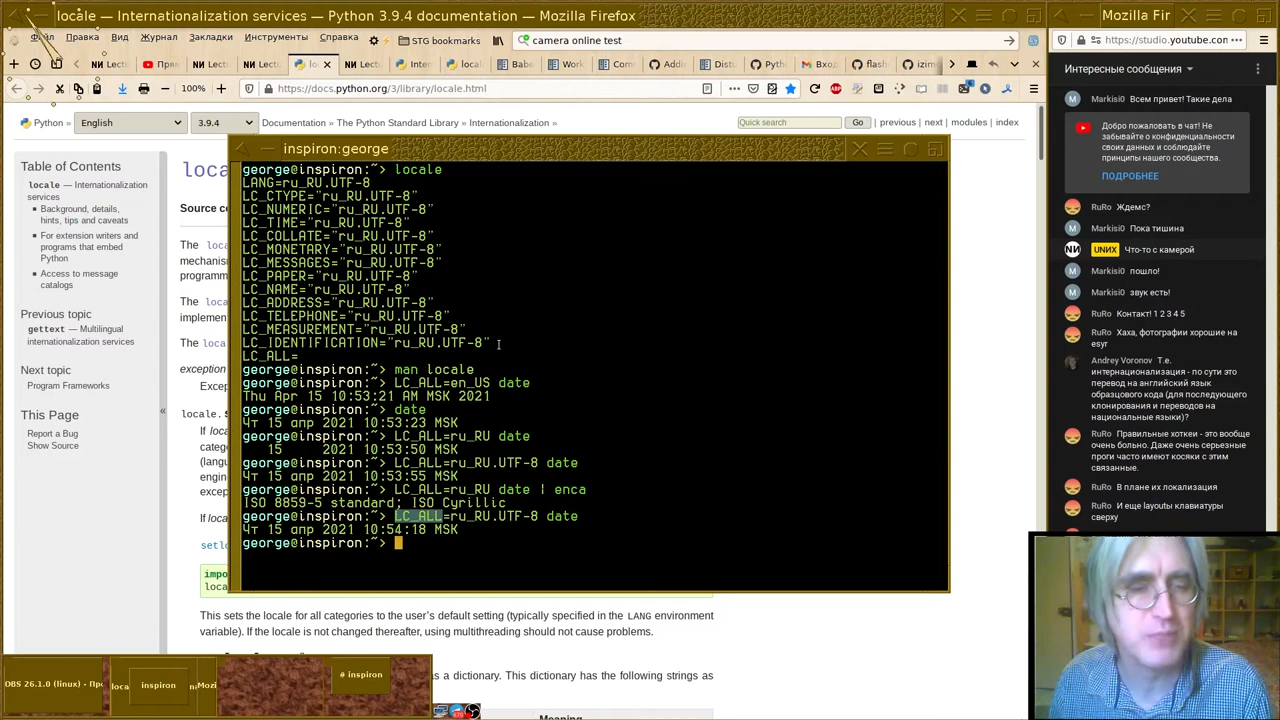 locale — Internationalization services — Python 3.9.4 documentation — Mozilla Firefox
Файл Правка Вид Журнал Закладки Инструменты Справка
STG bookmarks
camera online test
100%
https://docs.python.org/3/library/locale.html
Python »
English
3.9.4
Documentation » The Python Standard Library » Internationalization »
Quick search
Go
| previous | next | modules | index
Table of Contents
locale — Internationalization
services
Background, details,
hints, tips and caveats
For extension writers and
programs that embed
Python
Access to message
catalogs
Previous topic
gettext — Multilingual
internationalization services
Next topic
Program Frameworks
This Page
Report a Bug
Show Source
«
inspiron:george
george@inspiron:~> locale
LANG=ru_RU.UTF-8
LC_CTYPE="ru_RU.UTF-8"
LC_NUMERIC="ru_RU.UTF-8"
LC_TIME="ru_RU.UTF-8"
LC_COLLATE="ru_RU.UTF-8"
LC_MONETARY="ru_RU.UTF-8"
LC_MESSAGES="ru_RU.UTF-8"
LC_PAPER="ru_RU.UTF-8"
LC_NAME="ru_RU.UTF-8"
LC_ADDRESS="ru_RU.UTF-8"
LC_TELEPHONE="ru_RU.UTF-8"
LC_MEASUREMENT="ru_RU.UTF-8"
LC_IDENTIFICATION="ru_RU.UTF-8"
LC_ALL=
george@inspiron:~> man locale
george@inspiron:~> LC_ALL=en_US date
Thu Apr 15 10:53:21 AM MSK 2021
george@inspiron:~> date
Чт 15 апр 2021 10:53:23 MSK
george@inspiron:~> LC_ALL=ru_RU date
15 2021 10:53:50 MSK
george@inspiron:~> LC_ALL=ru_RU.UTF-8 date
Чт 15 апр 2021 10:53:55 MSK
george@inspiron:~> LC_ALL=ru_RU date | enca
ISO 8859-5 standard; ISO Cyrillic
george@inspiron:~> LC_ALL=ru_RU.UTF-8 date
Чт 15 апр 2021 10:54:18 MSK
george@inspiron:~>
This sets the locale for all categories to the user's default setting (typically specified in the LANG environment
variable). If the locale is not changed thereafter, using multithreading should not cause problems.
as a dictionary. This dictionary has the following strings as
Meaning
Mozilla Fir
https://studio.youtube.con
Интересные сообщения
Markisi0 Всем привет! Такие дела
Добро пожаловать в чат! Не
забывайте о конфиденциальности
своих данных и соблюдайте
принципы нашего сообщества.
ПОДРОБНЕЕ
RuRo Ждемс?
Markisi0 Пока тишина
UNИX Что-то с камерой
Markisi0 пошло!
Markisi0 звук есть!
RuRo Контакт! 1 2 3 4 5
RuRo Хаха, фотографии хорошие на
esyr
Andrey Voronov Т.е.
интернационализация - по сути это
перевод на английский язык
образцового кода (для последующего
клонирования и переводов на
национальные языки)?
RuRo Правильные хоткеи - это вообще
очень больно. Даже очень серьезные
проги часто имеют косяки с этим
связанные.
RuRo В плане их локализации
RuRo И еще layoutы клавиатуры
сверху
OBS 26.1.0 (linux) - Пр
inspiron
Mozi
# inspiron